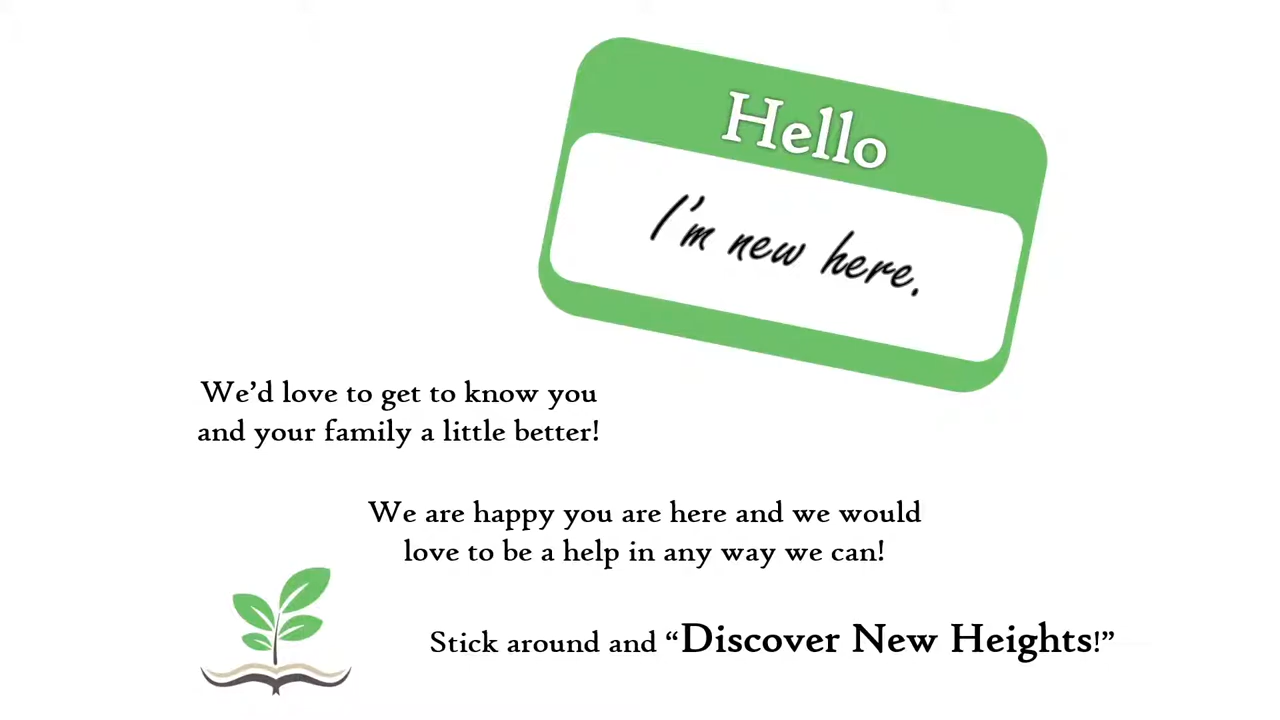 Hello
I'm new here.
We'd love to get to know you
and your family a little better!
We are happy you are here and we would
love to be a help in any way we can!
Stick around and “Discover New Heights!”